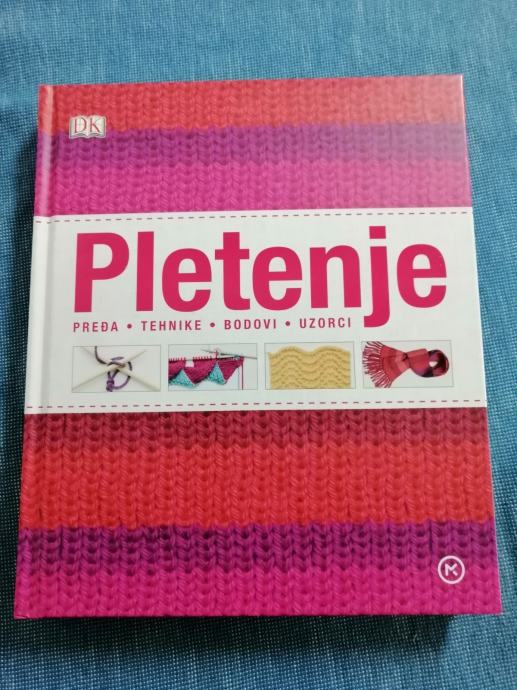 DK
Pletenje
PREĐA • TEHNIKE • BODOVI • UZORCI
M